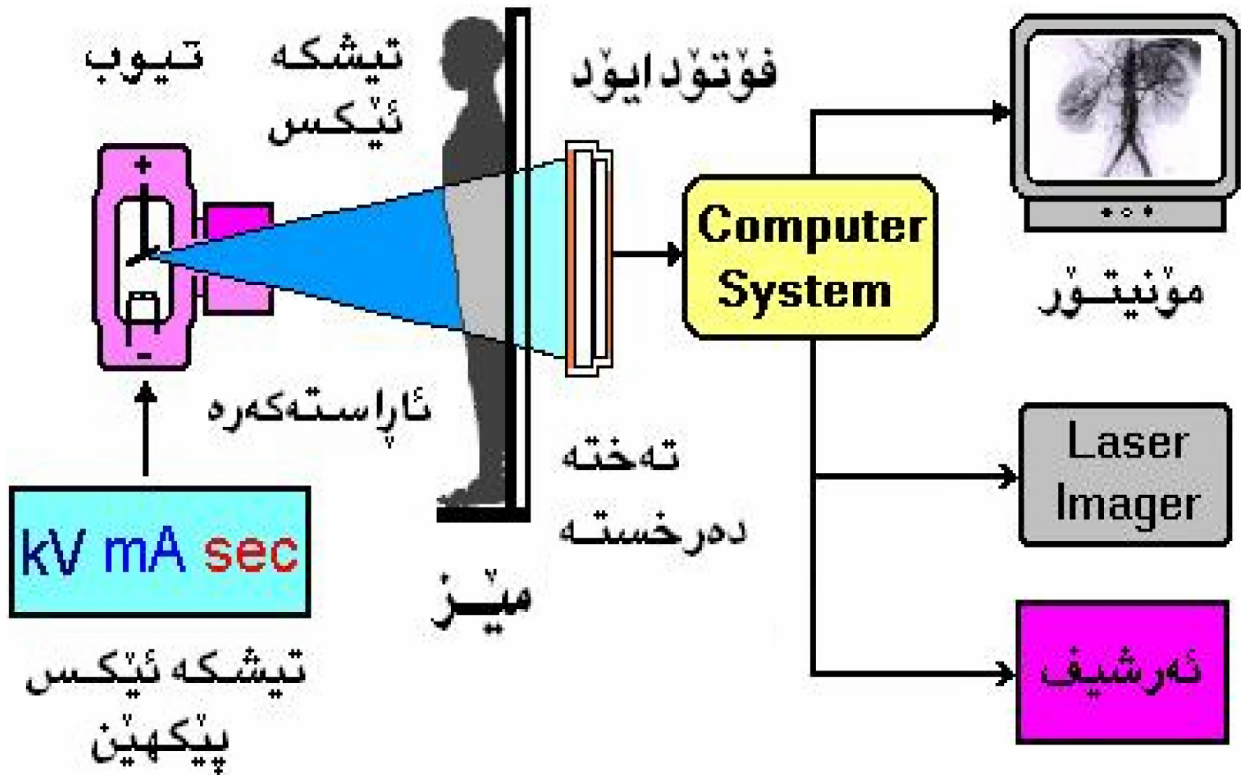 تیوب
تیشکە
ئێکس
فۆتۆدایۆد
Computer
System
مۆنیتۆر
ئاڕاستەکەرە
تەختە
دەرخستە
Laser
Imager
kV mA sec
مێز
تیشکە ئێکس
پێکهێن
ئەرشیف
+
-